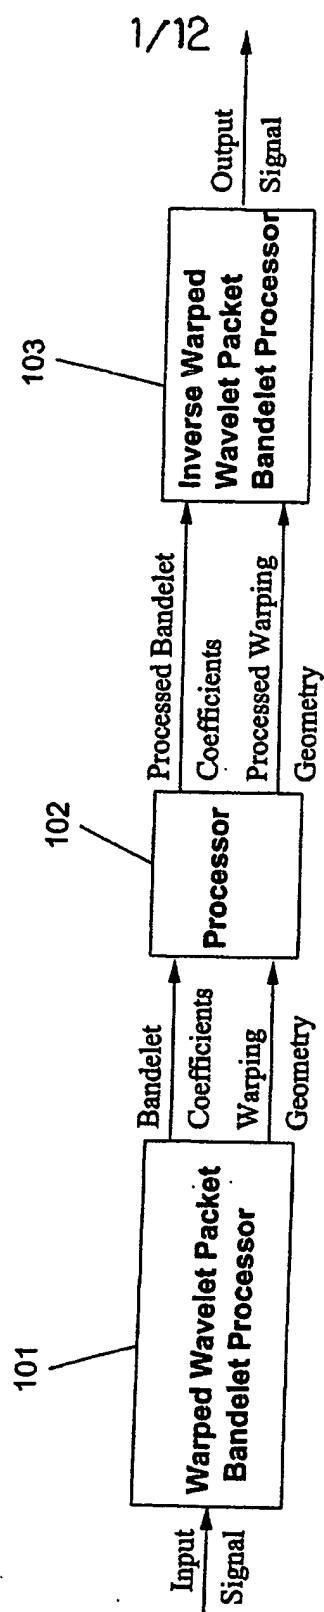 1/12
101
102
103
Input
Signal
Warped Wavelet Packet
Bandelet Processor
Bandelet
Coefficients
Warping
Geometry
Processor
Processed Bandelet
Coefficients
Processed Warping
Geometry
Inverse Warped
Wavelet Packet
Bandelet Processor
Output
Signal